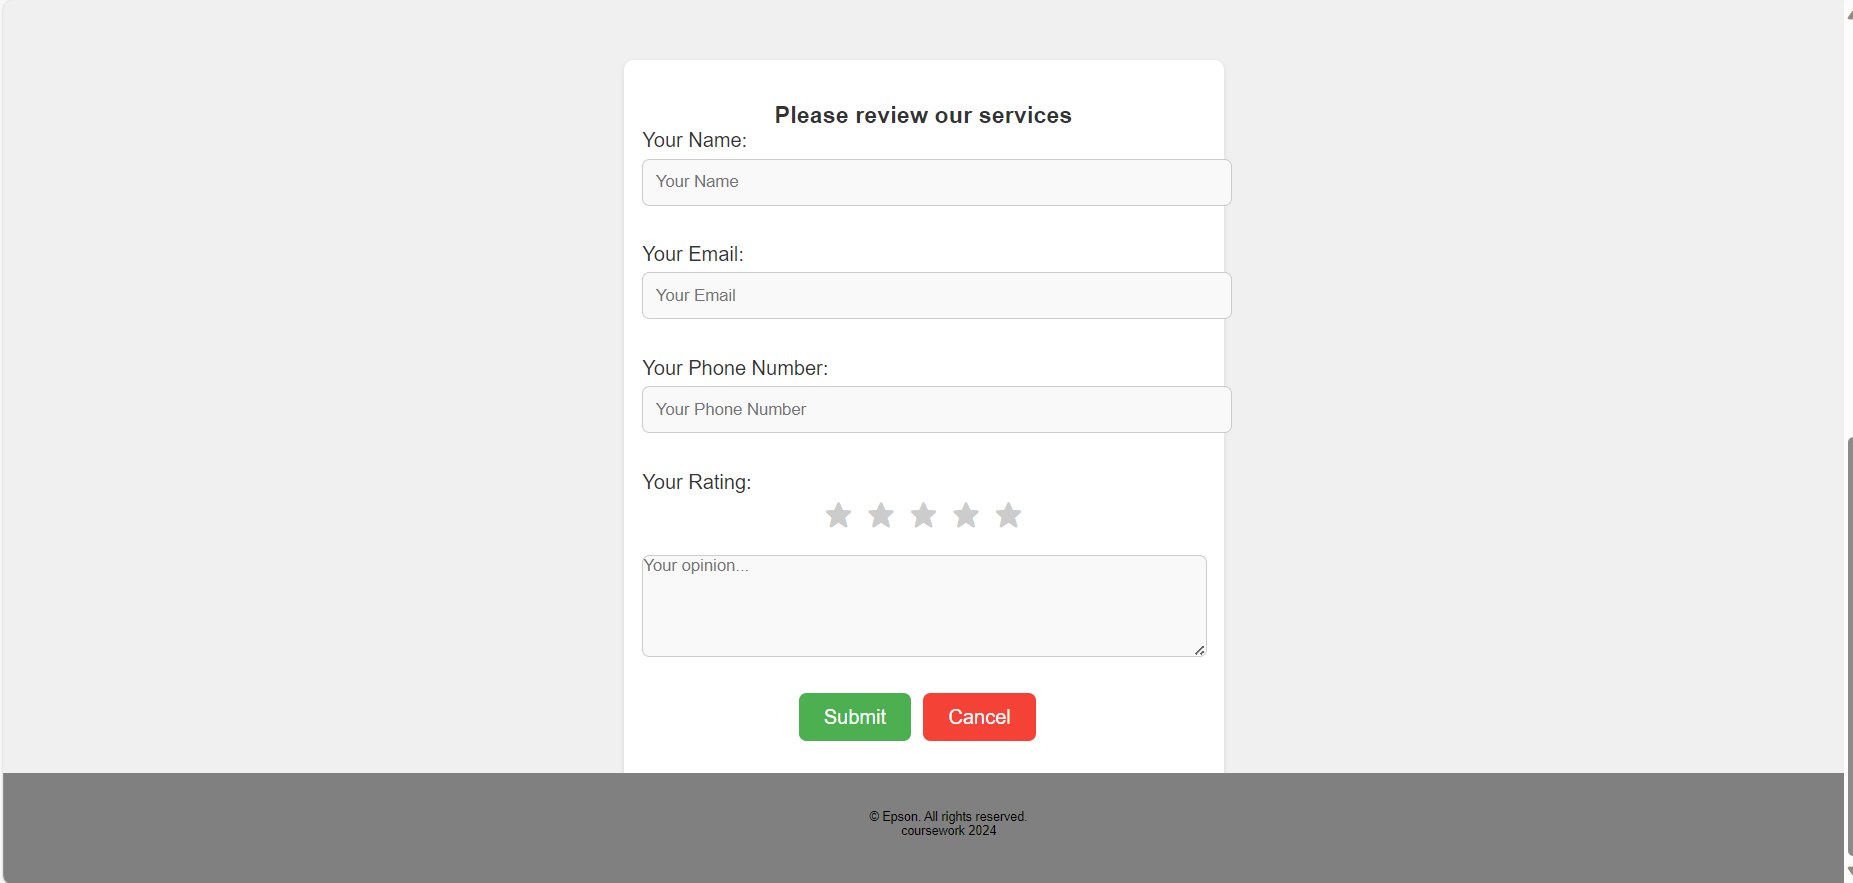 Please review our services
Your Name:
Your Name
Your Email:
Your Email
Your Phone Number:
Your Phone Number
Your Rating:
Your opinion...
Submit Cancel
© Epson. All rights reserved.
coursework 2024